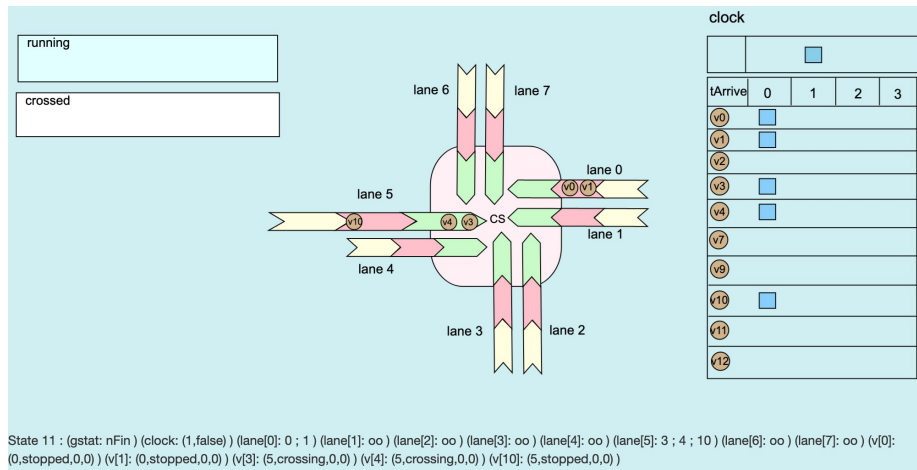 clock
running
crossed
lane 6
lane 7
lane 0
lane 5
lane 1
lane 4
lane 3
lane 2
CS
v0 v1
v10 v4 v3
tArrive 0 1 2 3
v0
v1
v2
v3
v4
v7
v9
v10
v11
v12
State 11 : (gstat: nFin ) (clock: (1,false) ) (lane[0]: 0 ; 1 ) (lane[1]: oo ) (lane[2]: oo ) (lane[3]: oo ) (lane[4]: oo ) (lane[5]: 3 ; 4 ; 10 ) (lane[6]: oo ) (lane[7]: oo ) (v[0]:
(0,stopped,0,0) ) (v[1]: (0,stopped,0,0) ) (v[3]: (5,crossing,0,0) ) (v[4]: (5,crossing,0,0) ) (v[10]: (5,stopped,0,0) )